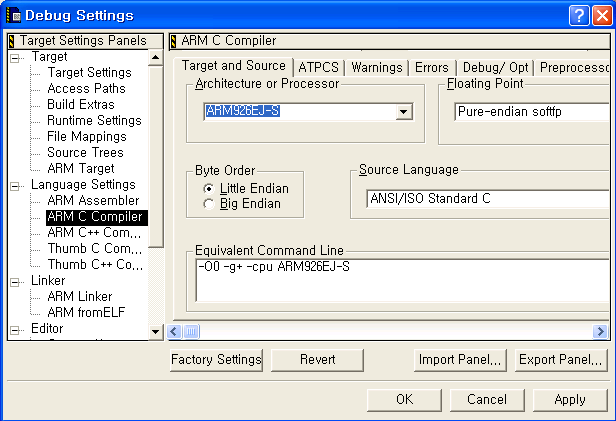 Debug Settings
Target Settings Panels
Target
Target Settings
Access Paths
Build Extras
Runtime Settings
File Mappings
Source Trees
ARM Target
Language Settings
ARM Assembler
ARM C Compiler
ARM C++ Com...
Thumb C Com...
Thumb C++ Co...
Linker
ARM Linker
ARM fromELF
Editor
ARM C Compiler
Target and Source
ATPCS
Warnings
Errors
Debug/ Opt
Preprocesso
Architecture or Processor
ARM926EJ-S
Floating Point
Pure-endian softfp
Byte Order
Little Endian
Big Endian
Source Language
ANSI/ISO Standard C
Equivalent Command Line
-O0 -g+ -cpu ARM926EJ-S
Factory Settings
Revert
Import Panel...
Export Panel...
OK
Cancel
Apply